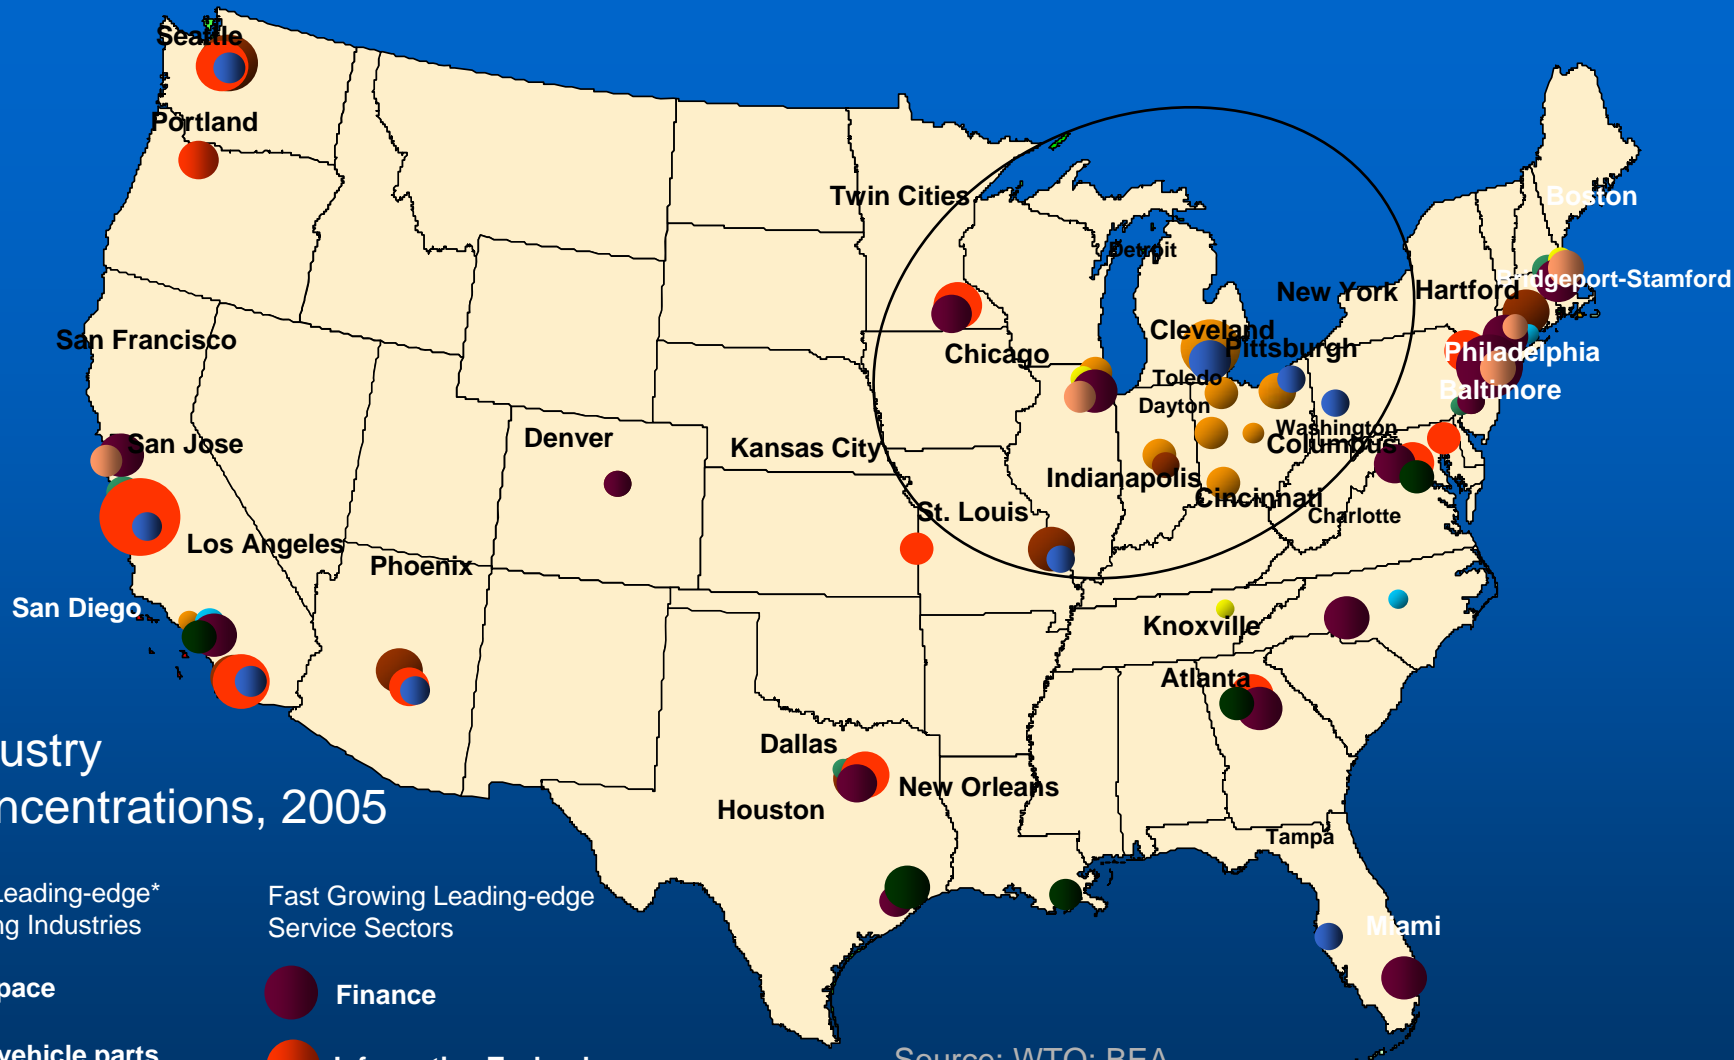 Seattle
Portland
Twin Cities
Boston
Detroit
Bridgeport-Stamford
New York
Hartford
Cleveland
San Francisco
Pittsburgh
Chicago
Philadelphia
Toledo
Baltimore
Dayton
Washington
San Jose
Denver
Kansas City
Columbus
Indianapolis
Cincinnati
St. Louis
Charlotte
Los Angeles
Phoenix
San Diego
Knoxville
Atlanta
Dallas
New Orleans
Houston
Tampa
Miami
ustry
ncentrations, 2005
Leading-edge*
ng Industries
Fast Growing Leading-edge
Service Sectors
pace
Finance
vehicle parts
Source: WTO; BEA